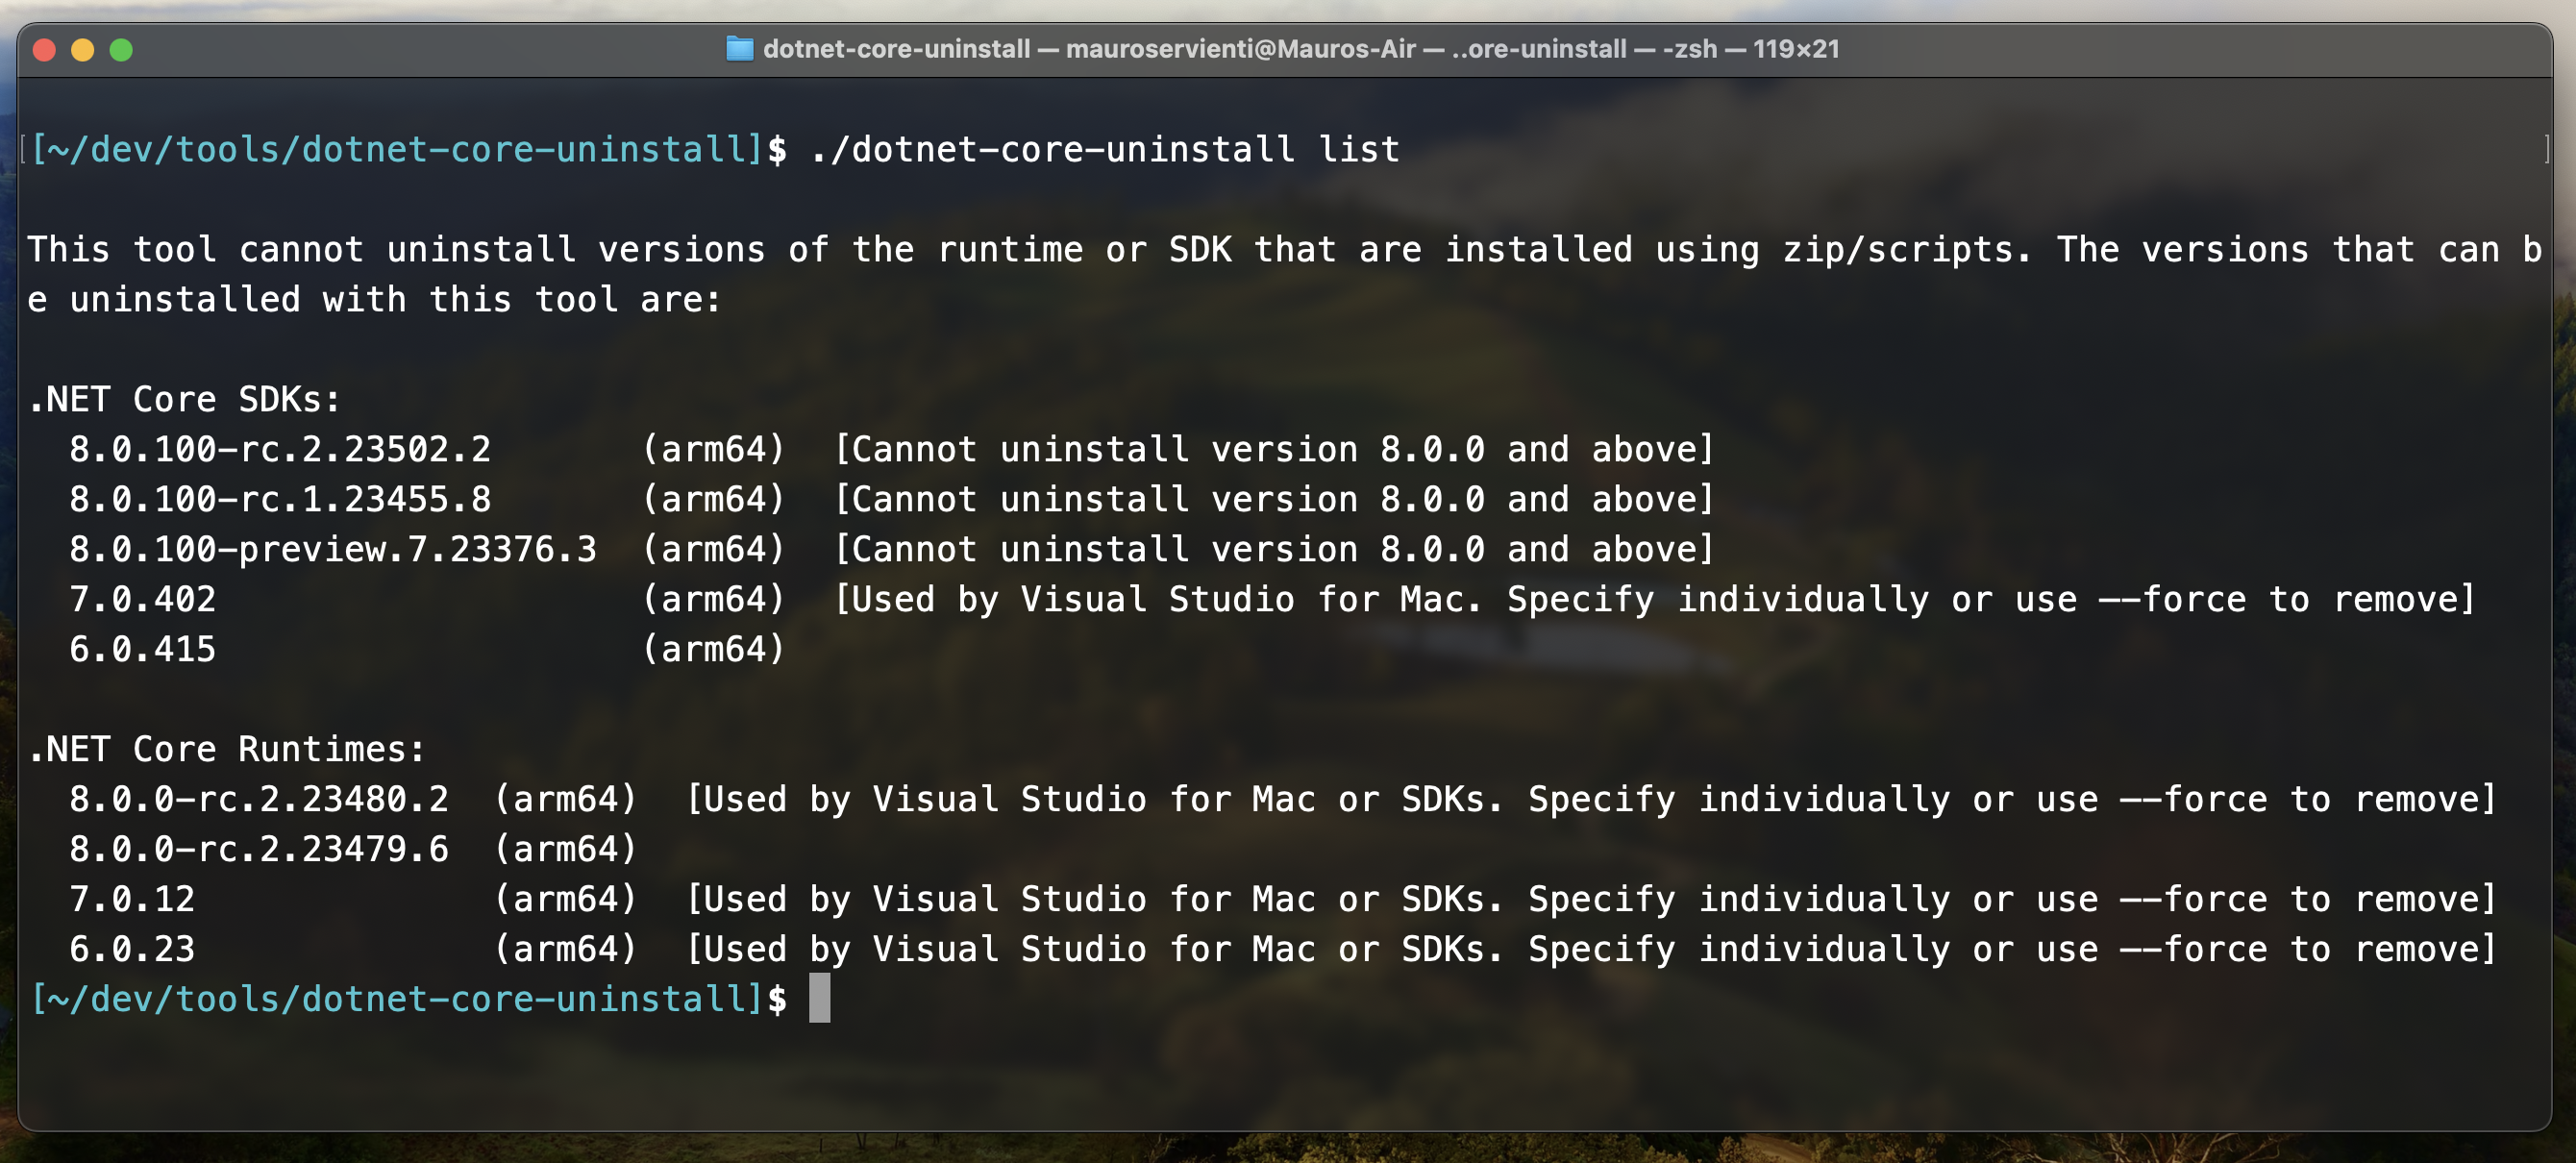 dotnet-core-uninstall — mauroservienti@Mauros-Air — ..ore-uninstall — -zsh — 119×21
[[~/dev/tools/dotnet-core-uninstall]$ ./dotnet-core-uninstall list ]
This tool cannot uninstall versions of the runtime or SDK that are installed using zip/scripts. The versions that can b
e uninstalled with this tool are:
.NET Core SDKs:
  8.0.100-rc.2.23502.2       (arm64)  [Cannot uninstall version 8.0.0 and above]
  8.0.100-rc.1.23455.8       (arm64)  [Cannot uninstall version 8.0.0 and above]
  8.0.100-preview.7.23376.3  (arm64)  [Cannot uninstall version 8.0.0 and above]
  7.0.402                    (arm64)  [Used by Visual Studio for Mac. Specify individually or use --force to remove]
  6.0.415                    (arm64)
.NET Core Runtimes:
  8.0.0-rc.2.23480.2  (arm64)  [Used by Visual Studio for Mac or SDKs. Specify individually or use --force to remove]
  8.0.0-rc.2.23479.6  (arm64)
  7.0.12              (arm64)  [Used by Visual Studio for Mac or SDKs. Specify individually or use --force to remove]
  6.0.23              (arm64)  [Used by Visual Studio for Mac or SDKs. Specify individually or use --force to remove]
[~/dev/tools/dotnet-core-uninstall]$